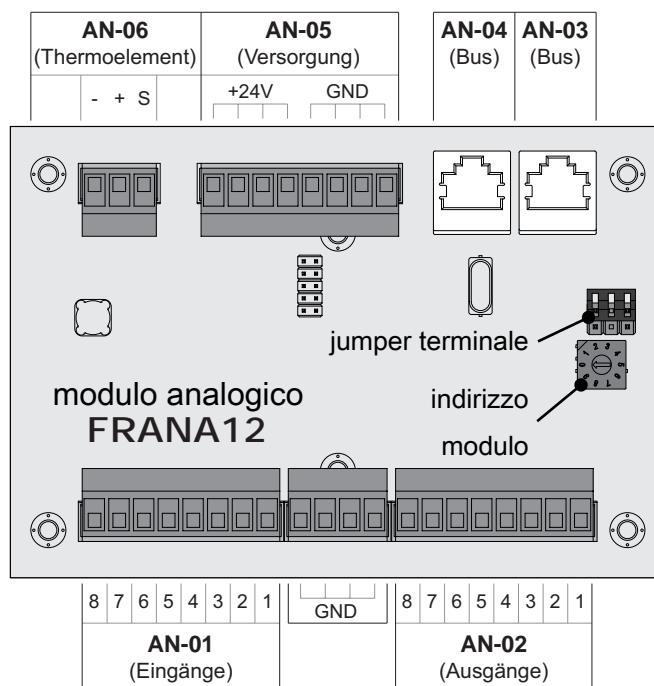 AN-06
(Thermoelement)
AN-05
(Versorgung)
AN-04
(Bus)
AN-03
(Bus)
- + S
+24V
GND
jumper terminale
modulo analogico
FRANA12
indirizzo
modulo
8 7 6 5 4 3 2 1
GND
8 7 6 5 4 3 2 1
AN-01
(Eingänge)
AN-02
(Ausgänge)